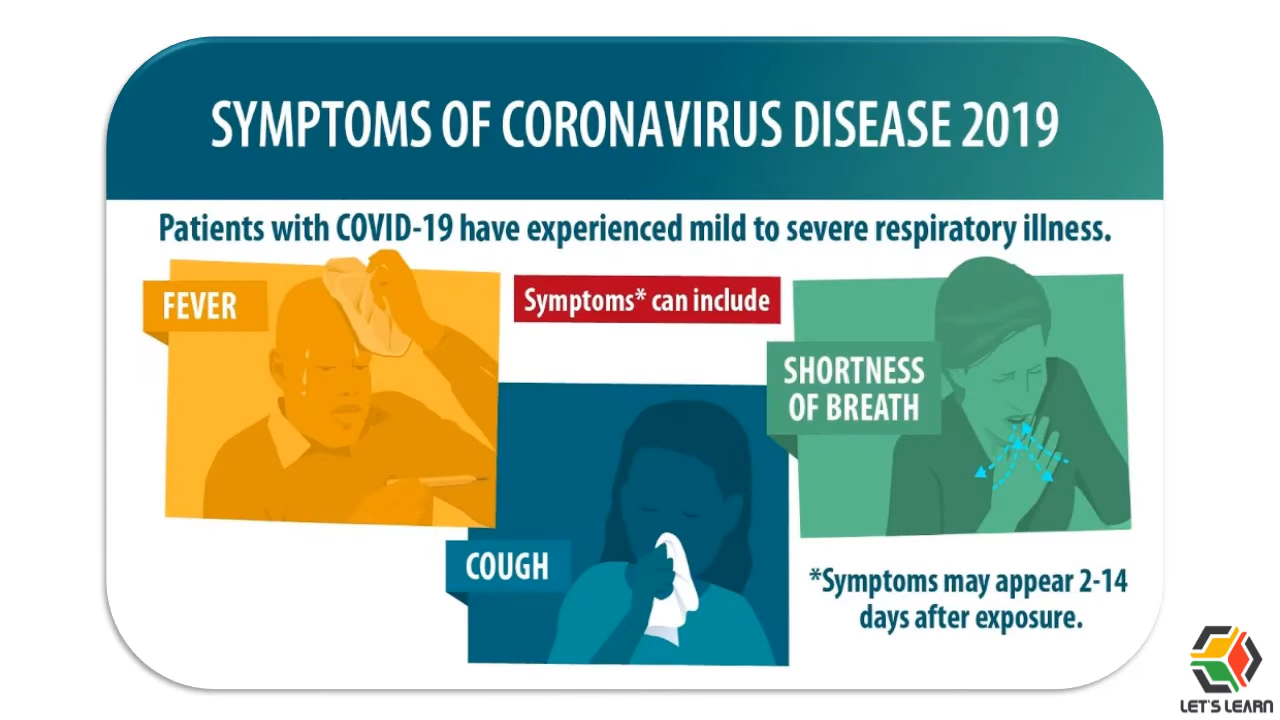 SYMPTOMS OF CORONAVIRUS DISEASE 2019
Patients with COVID-19 have experienced mild to severe respiratory illness.
Symptoms* can include
FEVER
COUGH
SHORTNESS
OF BREATH
*Symptoms may appear 2-14
days after exposure.
LET'S LEARN